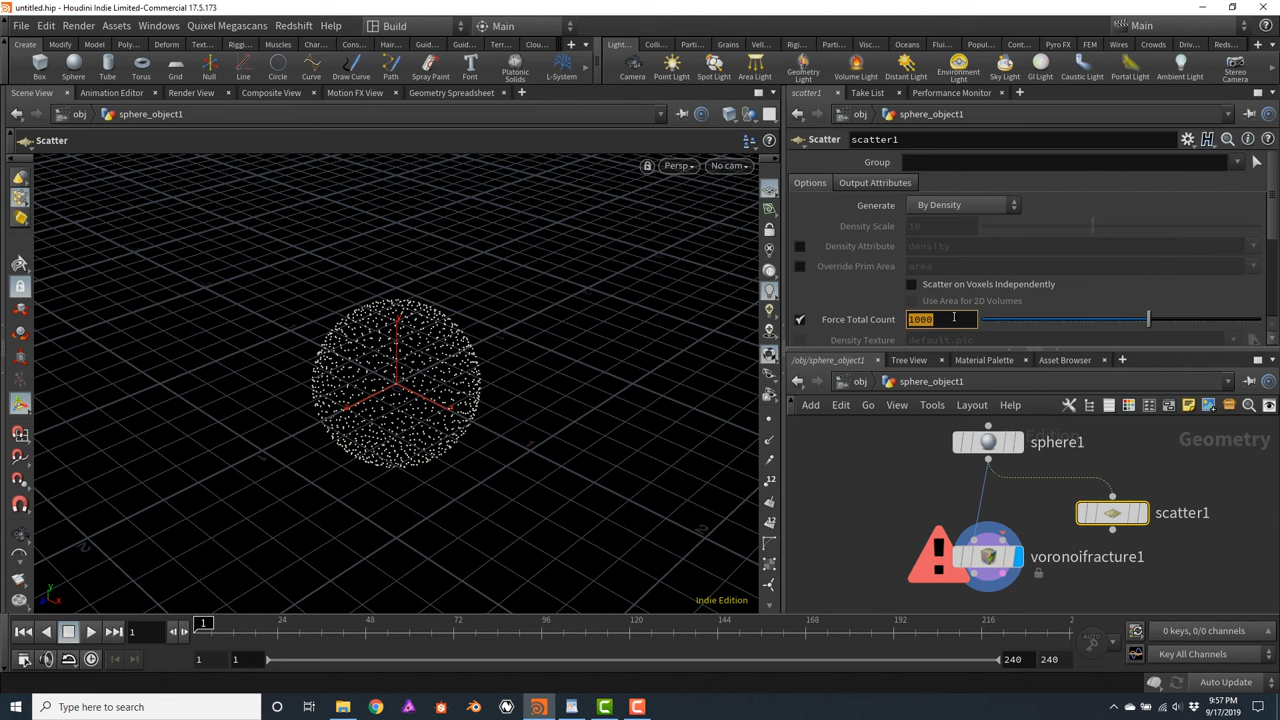 untitled.hip - Houdini Indie Limited-Commercial 17.5.173
File Edit Render Assets Windows Quixel Megascans Redshift Help Build Main Main
Create Modify Model Poly... Deform Text... Riggi... Muscles Char... Cons... Hair... Guid... Guid... Terr... Clou...
Light... Colli... Parti... Grains Vell... Rigi... Parti... Visc... Oceans Flui... Popul... Cont... Pyro FX FEM Wires Crowds Driv... Reds...
Box Sphere Tube Torus Grid Null Line Circle Curve Draw Curve Path Spray Paint Font Platonic Solids L-System
Camera Point Light Spot Light Area Light Geometry Light Volume Light Distant Light Environment Light Sky Light GI Light Caustic Light Portal Light Ambient Light Stereo Camera
Scene View Animation Editor Render View Composite View Motion FX View Geometry Spreadsheet
scatter1 Take List Performance Monitor
obj sphere_object1
obj sphere_object1
Scatter
Scatter scatter1
Persp No cam
Group
Options Output Attributes
Generate By Density
Density Scale 10
Density Attribute density
Override Prim Area area
Scatter on Voxels Independently
Use Area for 2D Volumes
Force Total Count 1000
Density Texture default.pic
/obj/sphere_object1 Tree View Material Palette Asset Browser
obj sphere_object1
Add Edit Go View Tools Layout Help
Geometry
sphere1
scatter1
voronoifracture1
Indie Edition
1 1 24 48 72 96 120 144 168 192 216 2
0 keys, 0/0 channels
1 1 240 240
Key All Channels
Auto Update
Type here to search
9:57 PM
9/17/2019